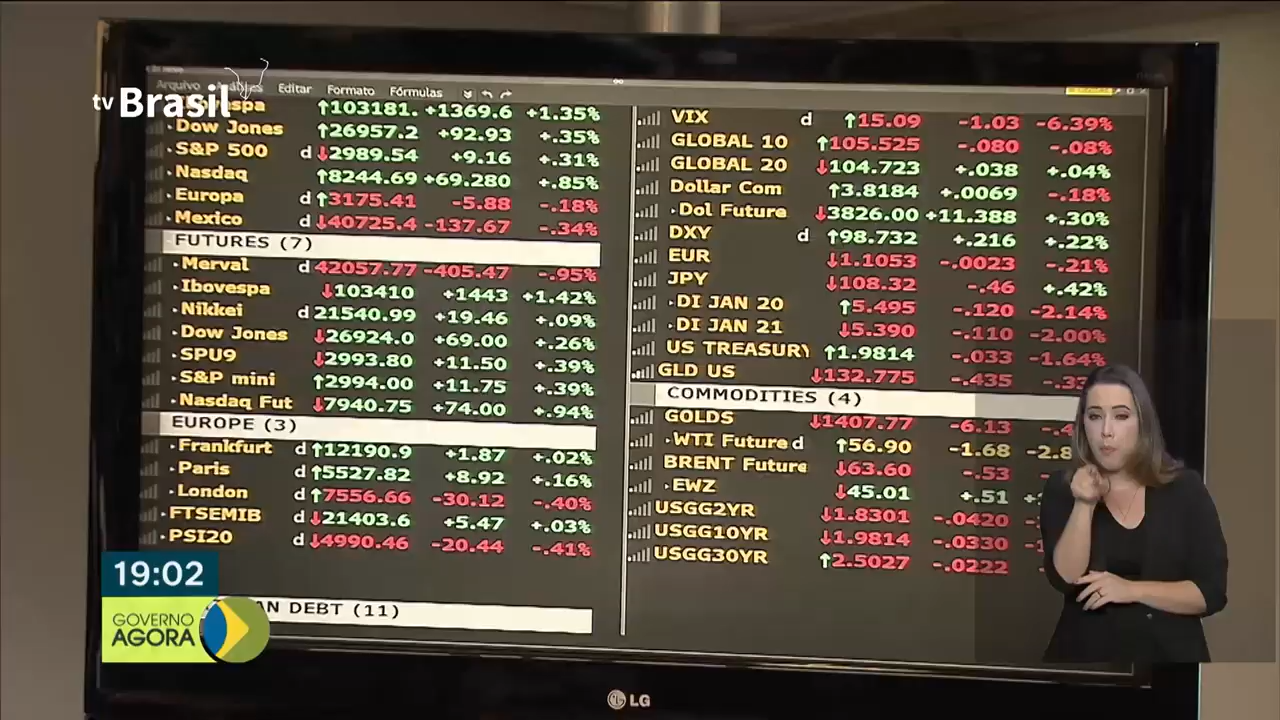 tv Brasil
Editar Formato Fórmulas
↑103181. +1369.6 +1.35%
Dow Jones ↑26957.2 +92.93 +.35%
S&P 500 d ↓2989.54 +9.16 +.31%
Nasdaq ↑8244.69 +69.280 +.85%
Europa d ↑3175.41 -5.88 -.18%
Mexico d ↓40725.4 -137.67 -.34%
FUTURES (7)
Merval d 42057.77 -405.47 -.95%
Ibovespa ↓103410 +1443 +1.42%
Nikkei d 21540.99 +19.46 +.09%
Dow Jones ↓26924.0 +69.00 +.26%
SPU9 ↓2993.80 +11.50 +.39%
S&P mini ↑2994.00 +11.75 +.39%
Nasdaq Fut ↓7940.75 +74.00 +.94%
EUROPE (3)
Frankfurt d ↑12190.9 +1.87 +.02%
Paris d ↑5527.82 +8.92 +.16%
London d ↑7556.66 -30.12 -.40%
FTSEMIB d ↓21403.6 +5.47 +.03%
PSI20 d ↓4990.46 -20.44 -.41%
AN DEBT (11)
VIX d ↑15.09 -1.03 -6.39%
GLOBAL 10 ↑105.525 -.080 -.08%
GLOBAL 20 ↓104.723 +.038 +.04%
Dollar Com ↑3.8184 +.0069 -.18%
Dol Future ↓3826.00 +11.388 +.30%
DXY d ↑98.732 +.216 +.22%
EUR ↓1.1053 -.0023 -.21%
JPY ↓108.32 -.46 +.42%
DI JAN 20 ↑5.495 -.120 -2.14%
DI JAN 21 ↓5.390 -.110 -2.00%
US TREASURY ↑1.9814 -.033 -1.64%
GLD US ↓132.775 -.435 -.33
COMMODITIES (4)
GOLDS ↓1407.77 -6.13 -.4
WTI Future d ↑56.90 -1.68 -2.8
BRENT Future ↓63.60 -.53
EWZ ↓45.01 +.51
USGG2YR ↓1.8301 -.0420
USGG10YR ↓1.9814 -.0330
USGG30YR ↑2.5027 -.0222
19:02
GOVERNO
AGORA
LG